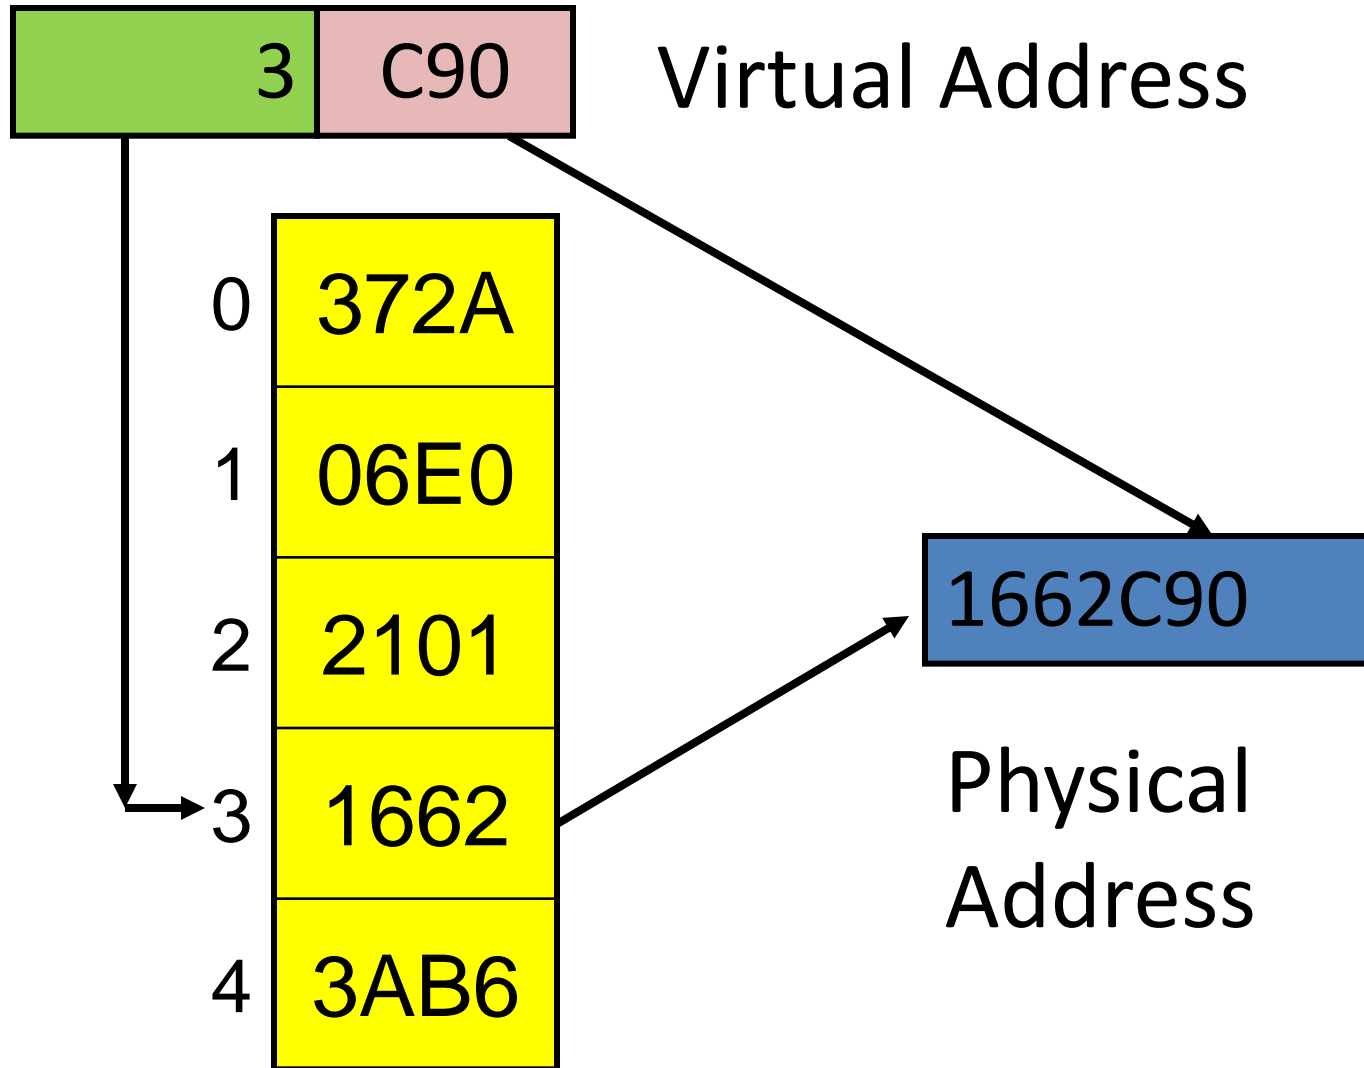 3 C90 Virtual Address
0 372A
1 06E0
2 2101
1662C90
3 1662
Physical
Address
4 3AB6